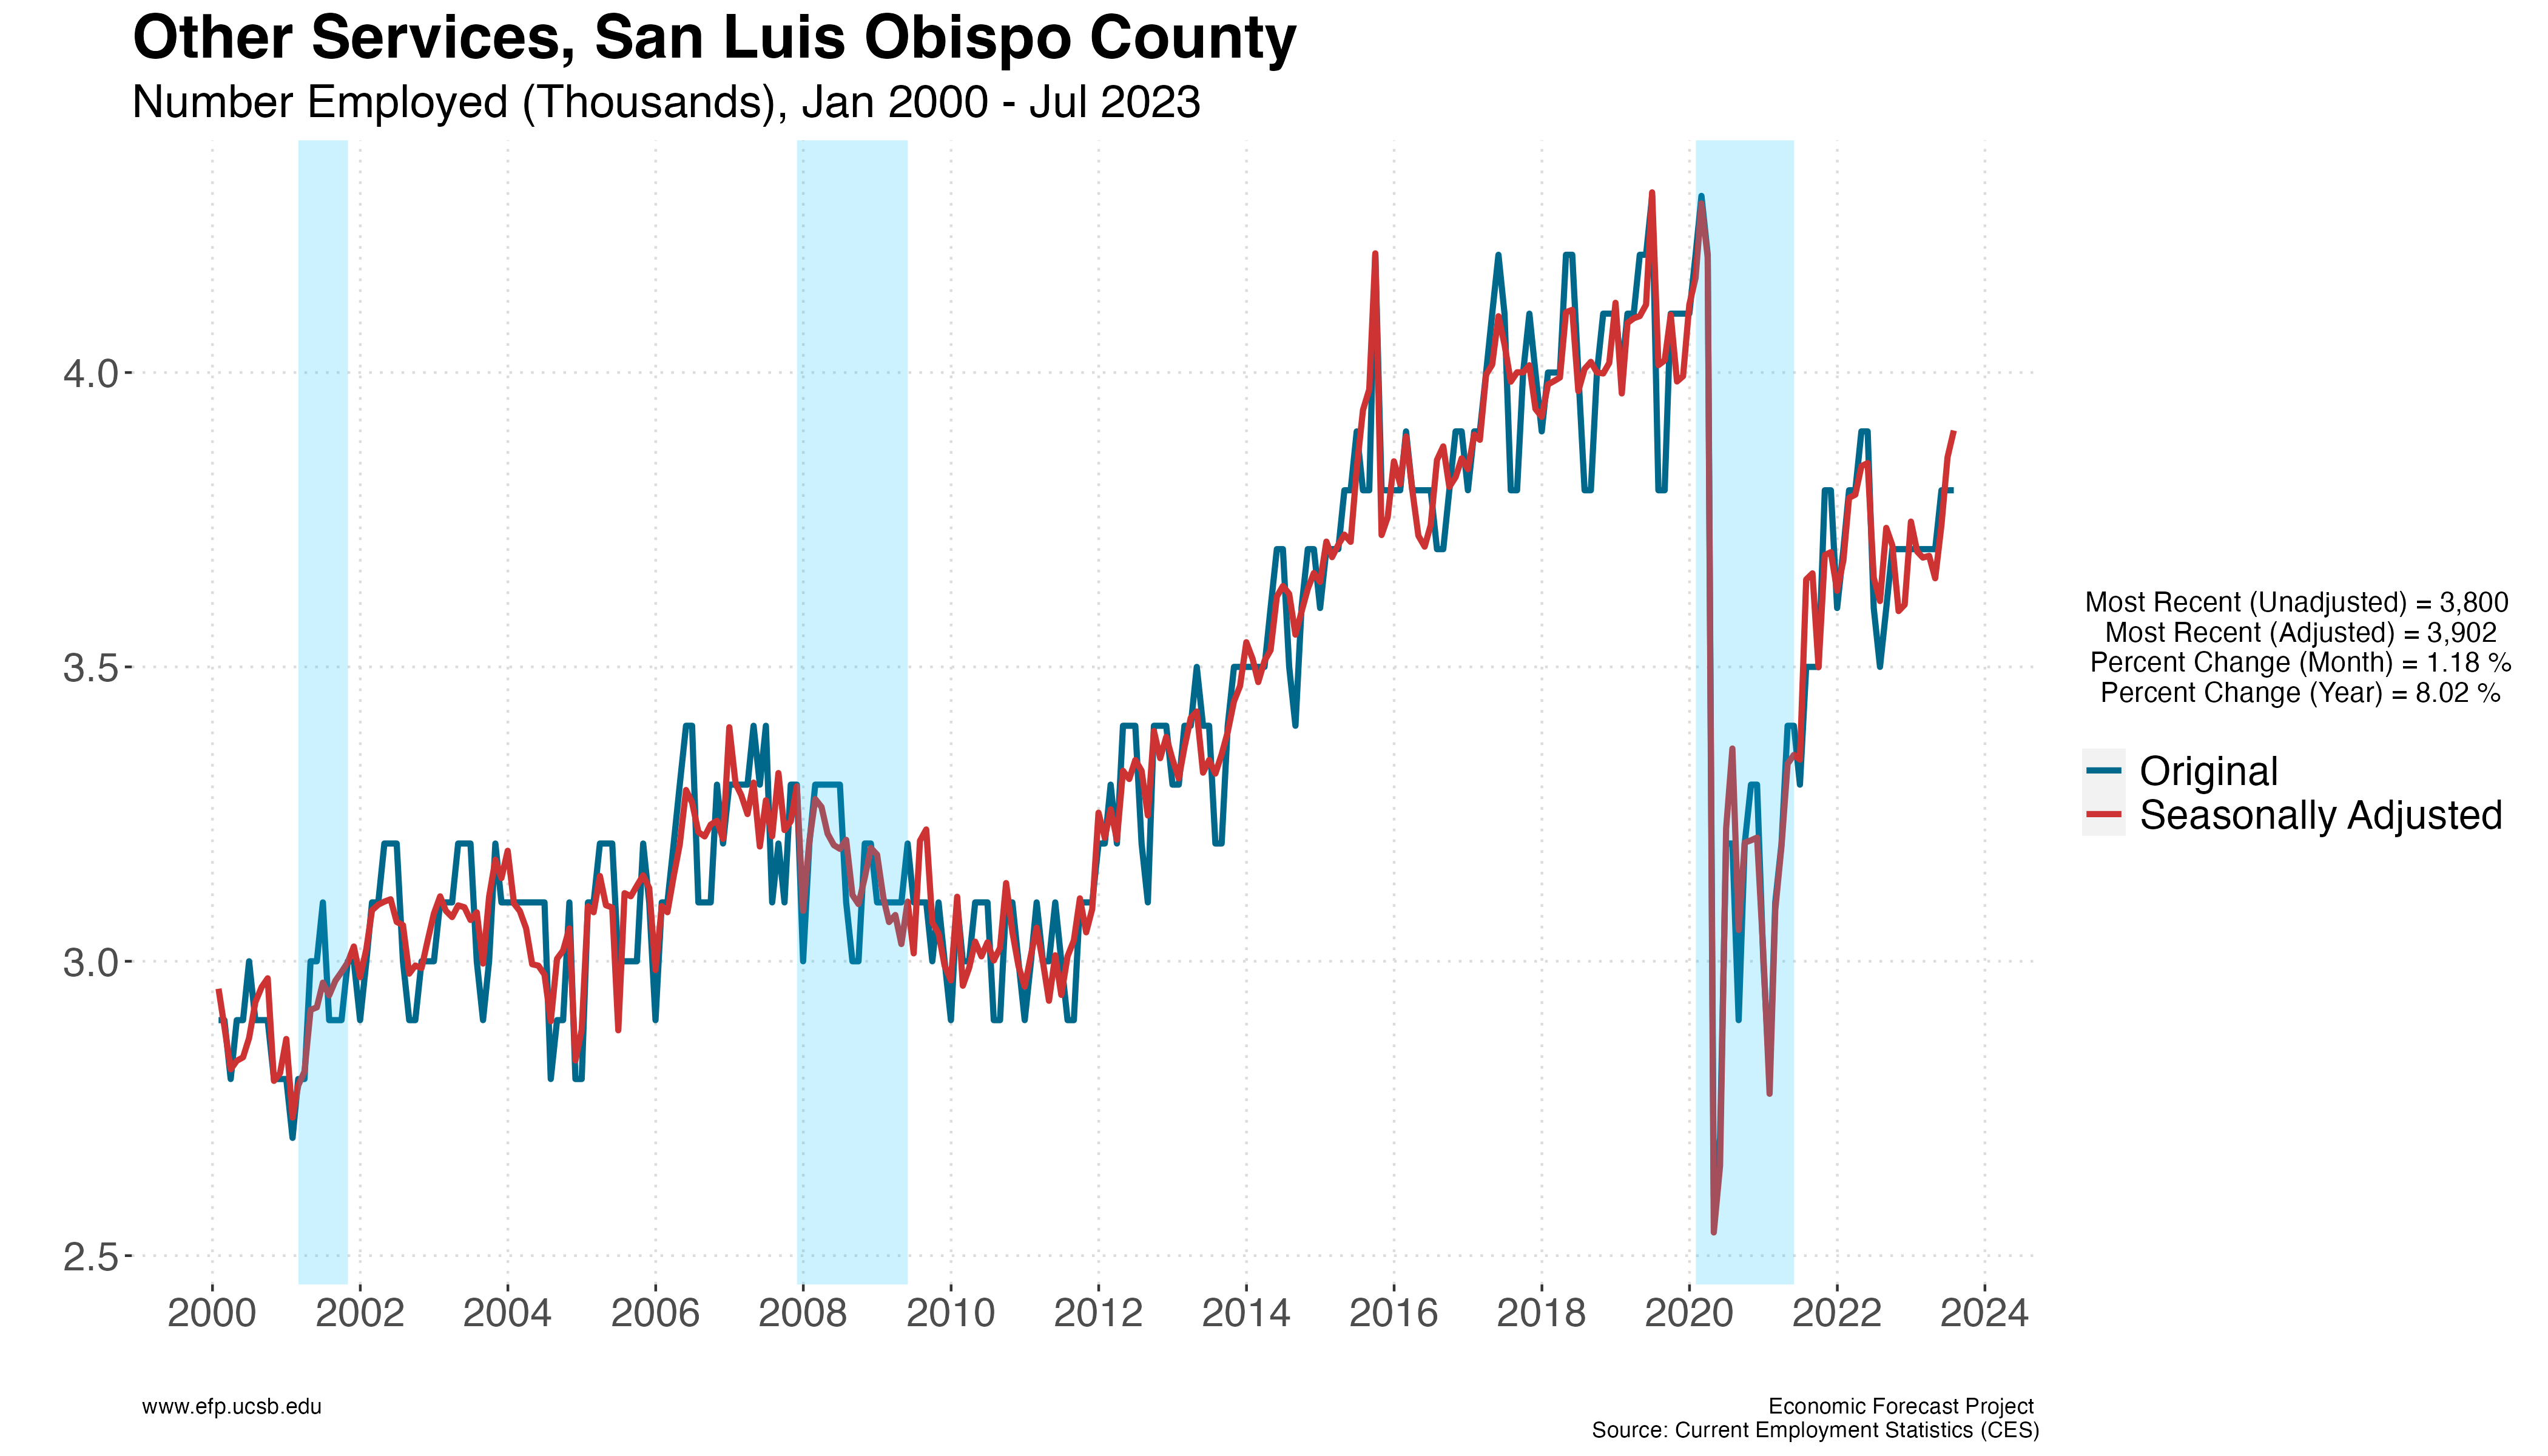 Other Services, San Luis Obispo County
Number Employed (Thousands), Jan 2000 - Jul 2023
4.0
3.5
3.0
2.5
2000 2002 2004 2006 2008 2010 2012 2014 2016 2018 2020 2022 2024
Most Recent (Unadjusted) = 3,800
Most Recent (Adjusted) = 3,902
Percent Change (Month) = 1.18 %
Percent Change (Year) = 8.02 %
Original
Seasonally Adjusted
www.efp.ucsb.edu
Economic Forecast Project
Source: Current Employment Statistics (CES)